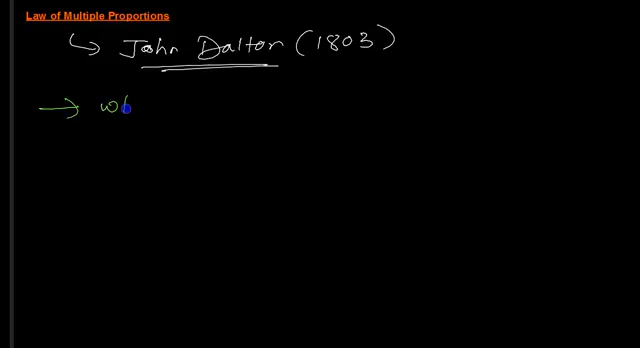 Law of Multiple Proportions
↳ John Dalton (1803)
→